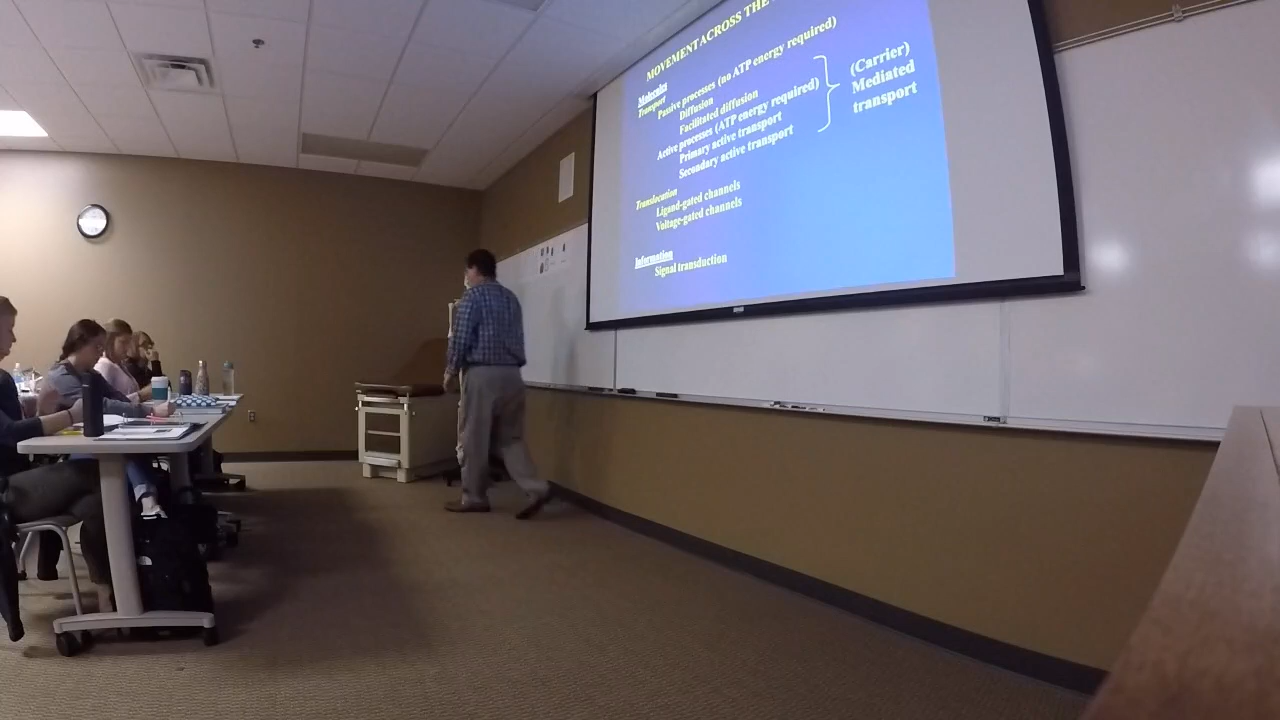 MOVEMENT ACROSS THE
Molecules
Transport
Passive processes (no ATP energy required)
Diffusion
Facilitated diffusion
Active processes (ATP energy required)
Primary active transport
Secondary active transport
(Carrier)
Mediated
transport
Translocation
Ligand-gated channels
Voltage-gated channels
Information
Signal transduction